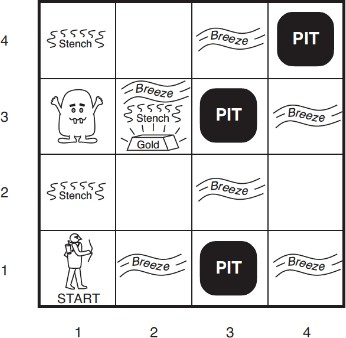 4 Stench Breeze PIT
3 Breeze PIT Breeze
Stench
Gold
2 Stench Breeze
1 Breeze PIT Breeze
START
1 2 3 4